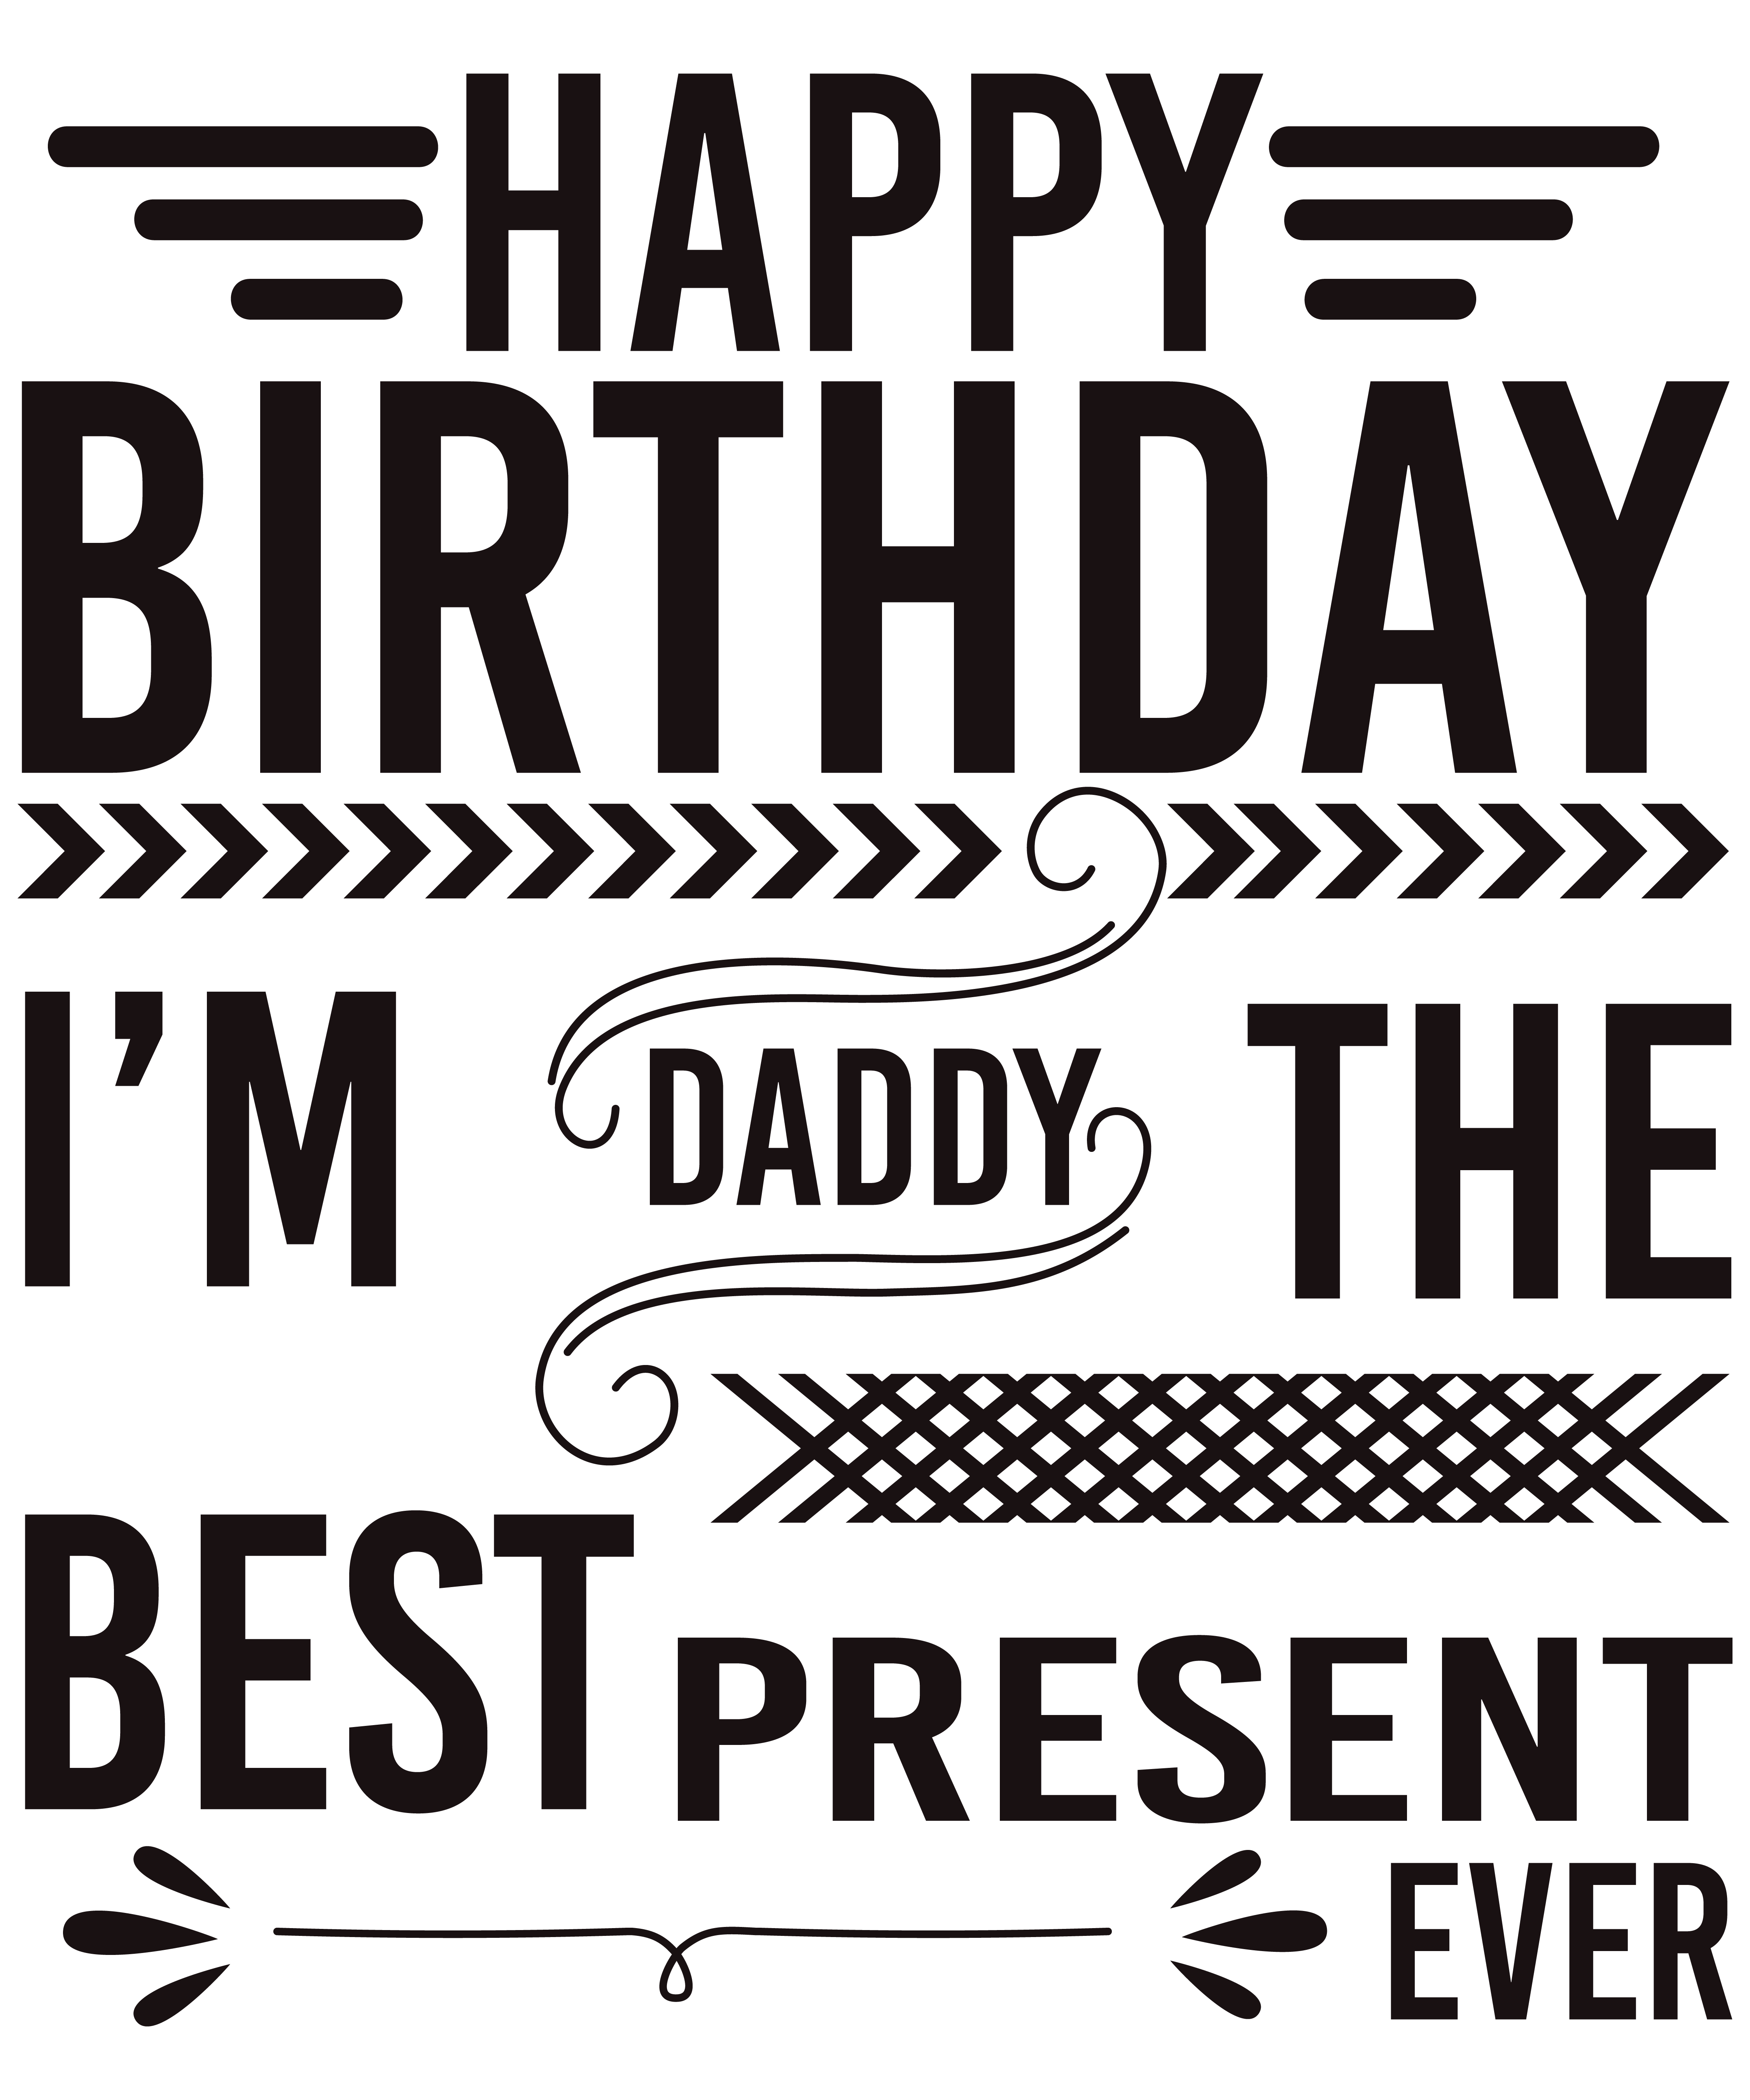 HAPPY
BIRTHDAY
I'M DADDY THE
BEST PRESENT
EVER